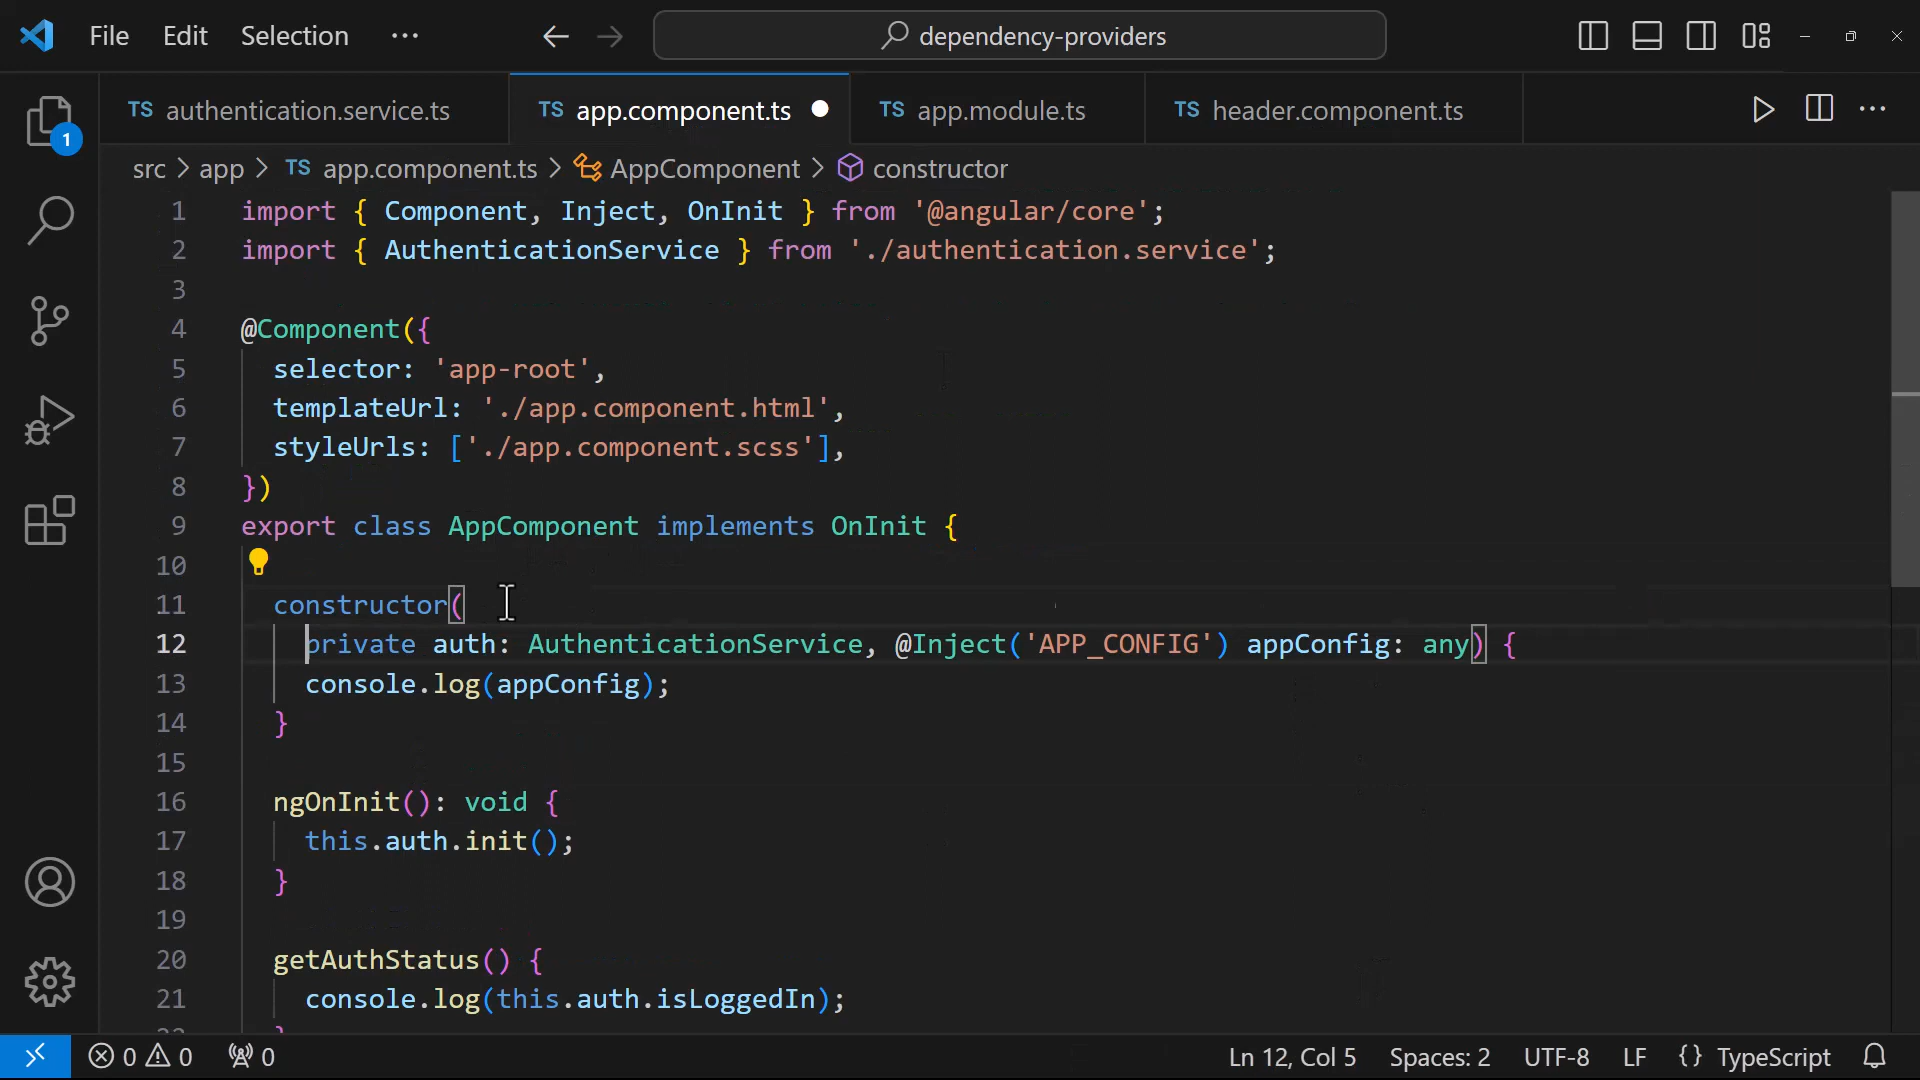 File Edit Selection ··· dependency-providers
TS authentication.service.ts TS app.component.ts TS app.module.ts TS header.component.ts
1
src > app > TS app.component.ts > AppComponent > constructor
1 import { Component, Inject, OnInit } from '@angular/core';
2 import { AuthenticationService } from './authentication.service';
3
4 @Component({
5 selector: 'app-root',
6 templateUrl: './app.component.html',
7 styleUrls: ['./app.component.scss'],
8 })
9 export class AppComponent implements OnInit {
10
11 constructor(
12 private auth: AuthenticationService, @Inject('APP_CONFIG') appConfig: any) {
13 console.log(appConfig);
14 }
15
16 ngOnInit(): void {
17 this.auth.init();
18 }
19
20 getAuthStatus() {
21 console.log(this.auth.isLoggedIn);
22 }
0 0 0 Ln 12, Col 5 Spaces: 2 UTF-8 LF {} TypeScript